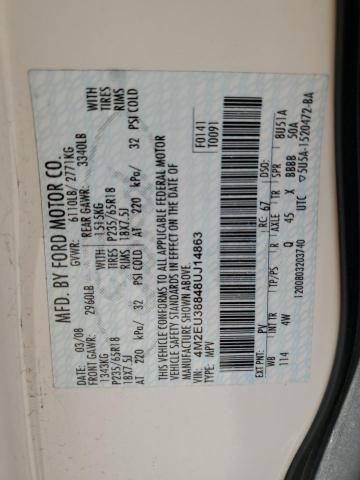 MFD. BY FORD MOTOR CO.
03/08 GVWR: 6110LB/ 2771KG
FRONT GAWR: 2960LB REAR GAWR: 3340LB
1343KG WITH 1515KG WITH
P235/65R18 TIRES P235/65R18 TIRES
18X7.5J RIMS 18X7.5J RIMS
AT 220 kPa/ 32 PSI COLD AT 220 kPa/ 32 PSI COLD
THIS VEHICLE CONFORMS TO ALL APPLICABLE FEDERAL MOTOR
VEHICLE SAFETY STANDARDS IN EFFECT ON THE DATE OF
MANUFACTURE SHOWN ABOVE.
VIN: 4M2EU38848UJ14863 F0141
TYPE: T0091
EXT PNT: PV RC: 67 DSO:
WB TR AXLE TR SPR BU51A
114 4W Q 45 X BBBB 50A
UTC
1200803203740 5U5A-1520472-BA